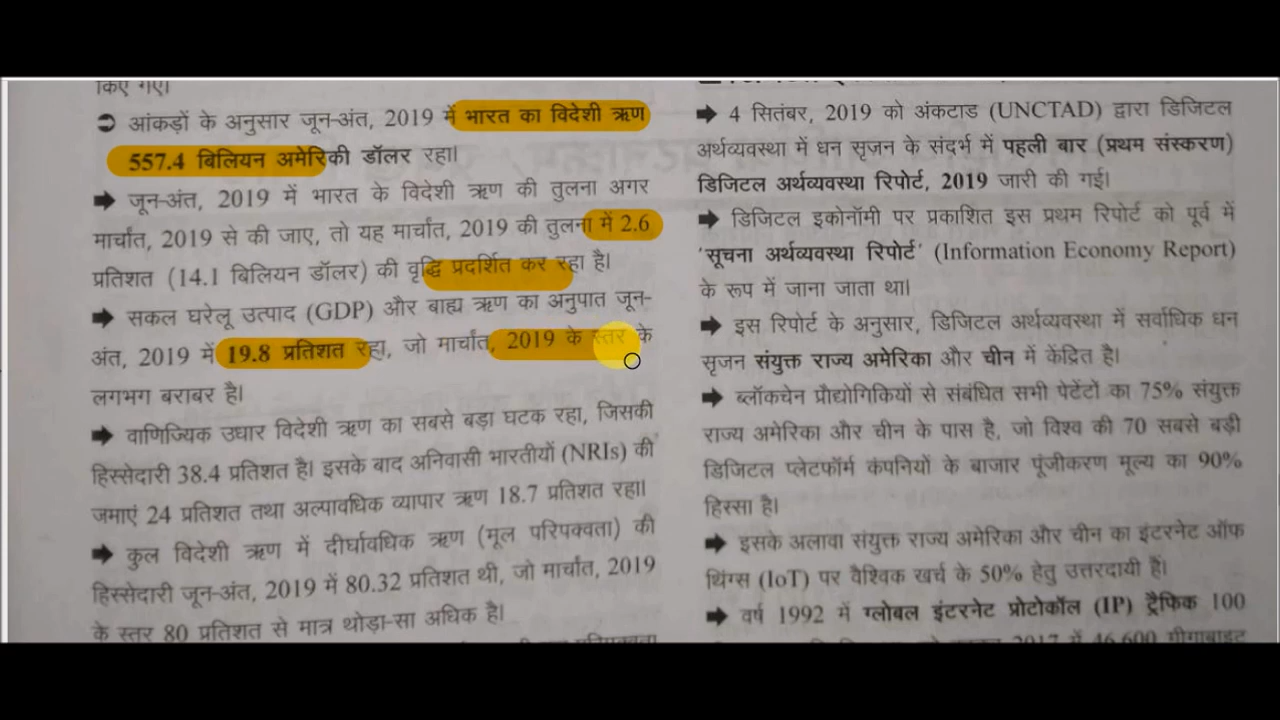 किए गए।
➲ आंकड़ों के अनुसार जून-अंत, 2019 में भारत का विदेशी ऋण
557.4 बिलियन अमेरिकी डॉलर रहा।
➡ जून-अंत, 2019 में भारत के विदेशी ऋण की तुलना अगर
मार्चांत, 2019 से की जाए, तो यह मार्चांत, 2019 की तुलना में 2.6
प्रतिशत (14.1 बिलियन डॉलर) की वृद्धि प्रदर्शित कर रहा है।
➡ सकल घरेलू उत्पाद (GDP) और बाह्य ऋण का अनुपात जून-
अंत, 2019 में 19.8 प्रतिशत रहा, जो मार्चांत, 2019 के स्तर के
लगभग बराबर है।
➡ वाणिज्यिक उधार विदेशी ऋण का सबसे बड़ा घटक रहा, जिसकी
हिस्सेदारी 38.4 प्रतिशत है। इसके बाद अनिवासी भारतीयों (NRIs) की
जमाएं 24 प्रतिशत तथा अल्पावधिक व्यापार ऋण 18.7 प्रतिशत रहा।
➡ कुल विदेशी ऋण में दीर्घावधिक ऋण (मूल परिपक्वता) की
हिस्सेदारी जून-अंत, 2019 में 80.32 प्रतिशत थी, जो मार्चांत, 2019
के स्तर 80 प्रतिशत से मात्र थोड़ा-सा अधिक है।
➡ 4 सितंबर, 2019 को अंकटाड (UNCTAD) द्वारा डिजिटल
अर्थव्यवस्था में धन सृजन के संदर्भ में पहली बार (प्रथम संस्करण)
डिजिटल अर्थव्यवस्था रिपोर्ट, 2019 जारी की गई।
➡ डिजिटल इकोनॉमी पर प्रकाशित इस प्रथम रिपोर्ट को पूर्व में
'सूचना अर्थव्यवस्था रिपोर्ट' (Information Economy Report)
के रूप में जाना जाता था।
➡ इस रिपोर्ट के अनुसार, डिजिटल अर्थव्यवस्था में सर्वाधिक धन
सृजन संयुक्त राज्य अमेरिका और चीन में केंद्रित है।
➡ ब्लॉकचेन प्रौद्योगिकियों से संबंधित सभी पेटेंटों का 75% संयुक्त
राज्य अमेरिका और चीन के पास है, जो विश्व की 70 सबसे बड़ी
डिजिटल प्लेटफॉर्म कंपनियों के बाजार पूंजीकरण मूल्य का 90%
हिस्सा है।
➡ इसके अलावा संयुक्त राज्य अमेरिका और चीन का इंटरनेट ऑफ
थिंग्स (IoT) पर वैश्विक खर्च के 50% हेतु उत्तरदायी है।
➡ वर्ष 1992 में ग्लोबल इंटरनेट प्रोटोकॉल (IP) ट्रैफिक 100
2017 में 46,600 गीगाबाइट